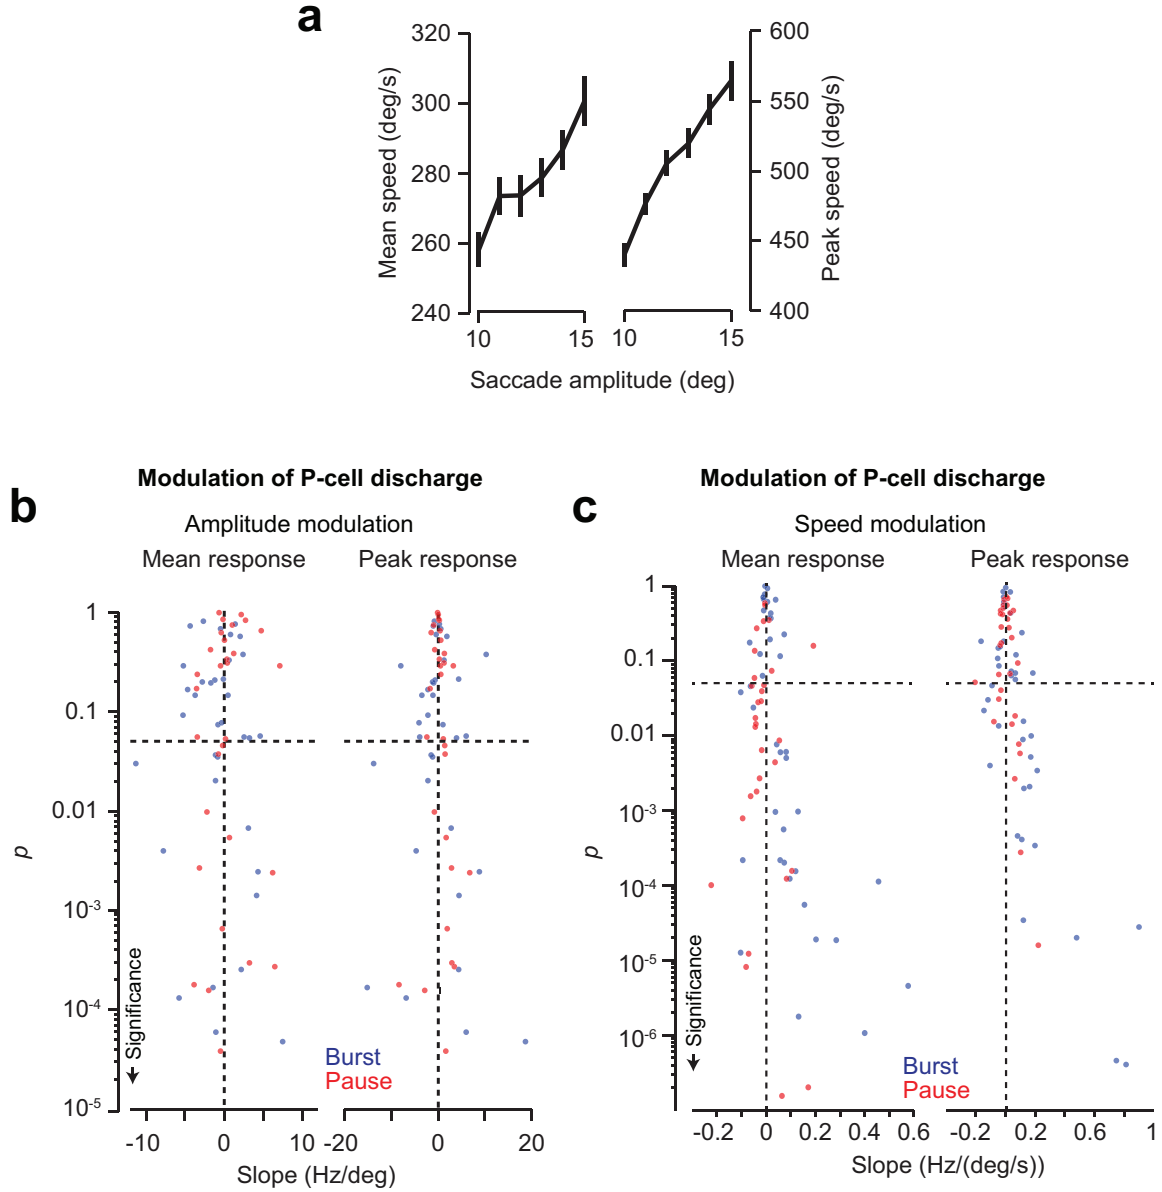 a
320
300
280
260
240
Mean speed (deg/s)
10
15
10
15
600
550
500
450
400
Peak speed (deg/s)
Saccade amplitude (deg)
b
Modulation of P-cell discharge
Amplitude modulation
Mean response
Peak response
1
0.1
0.01
10-3
10-4
10-5
p
Significance
Burst
Pause
-10
0
10
-20
0
20
Slope (Hz/deg)
c
Modulation of P-cell discharge
Speed modulation
Mean response
Peak response
1
0.1
0.01
10-3
10-4
10-5
10-6
p
Significance
Burst
Pause
-0.2
0
0.2
0.4
0.6
-0.2
0.2
0.6
1
Slope (Hz/(deg/s))